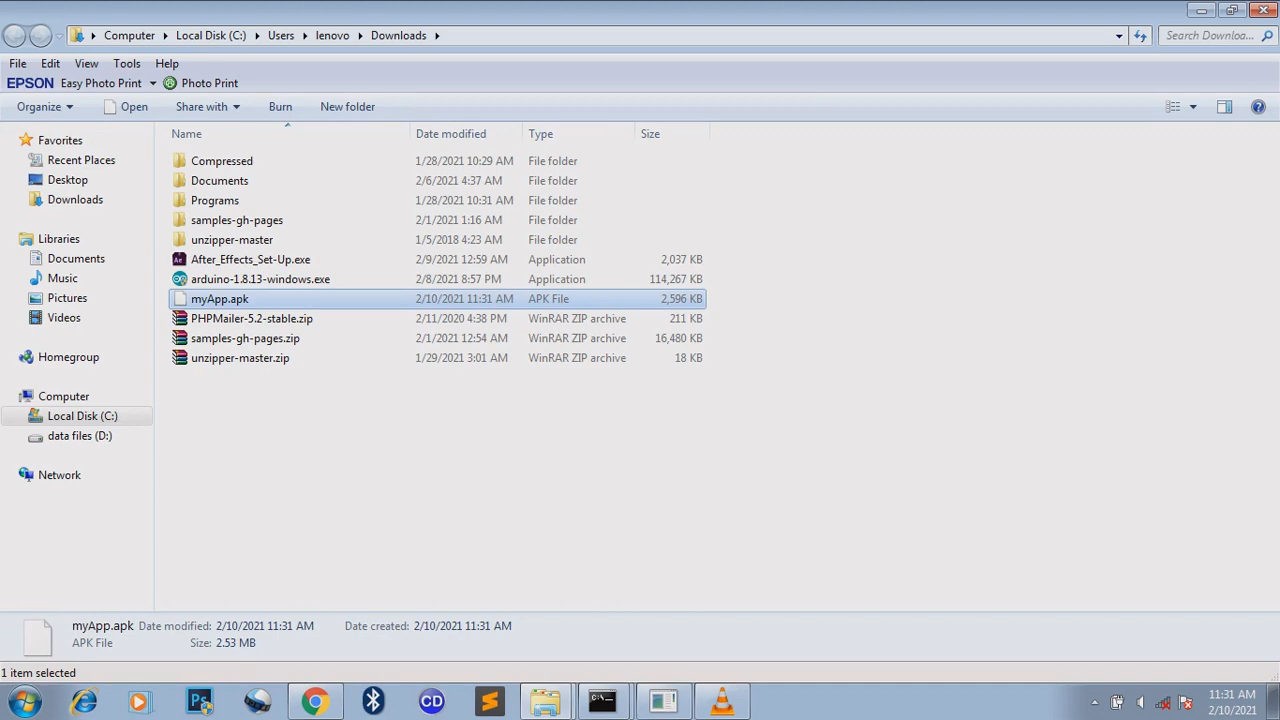 Computer Local Disk (C:) Users lenovo Downloads Search Downloa...
File Edit View Tools Help
EPSON Easy Photo Print Photo Print
Organize Open Share with Burn New folder
Favorites
Recent Places
Desktop
Downloads
Libraries
Documents
Music
Pictures
Videos
Homegroup
Computer
Local Disk (C:)
data files (D:)
Network
Name Date modified Type Size
Compressed 1/28/2021 10:29 AM File folder
Documents 2/6/2021 4:37 AM File folder
Programs 1/28/2021 10:31 AM File folder
samples-gh-pages 2/1/2021 1:16 AM File folder
unzipper-master 1/5/2018 4:23 AM File folder
After_Effects_Set-Up.exe 2/9/2021 12:59 AM Application 2,037 KB
arduino-1.8.13-windows.exe 2/8/2021 8:57 PM Application 114,267 KB
myApp.apk 2/10/2021 11:31 AM APK File 2,596 KB
PHPMailer-5.2-stable.zip 2/11/2020 4:38 PM WinRAR ZIP archive 211 KB
samples-gh-pages.zip 2/1/2021 12:54 AM WinRAR ZIP archive 16,480 KB
unzipper-master.zip 1/29/2021 3:01 AM WinRAR ZIP archive 18 KB
myApp.apk Date modified: 2/10/2021 11:31 AM Date created: 2/10/2021 11:31 AM
APK File Size: 2.53 MB
1 item selected
Ps CD C:\_
11:31 AM
2/10/2021